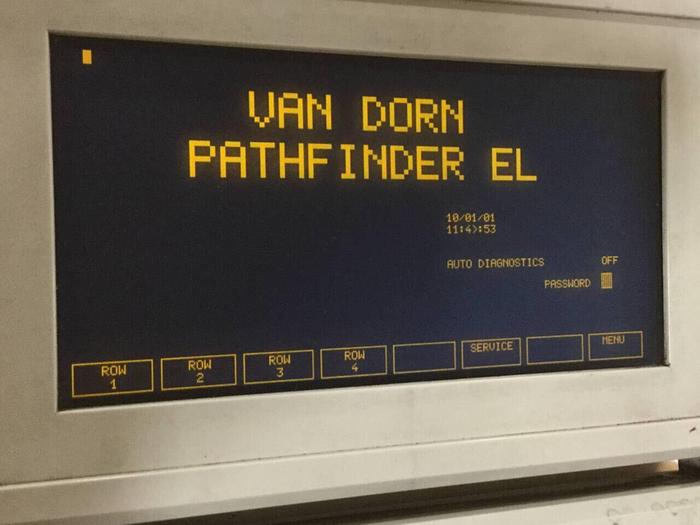 VAN DORN
PATHFINDER EL
10/01/01
AUTO DIAGNOSTICS OFF
PASSWORD
ROW 1
ROW 2
ROW 3
ROW 4
SERVICE
MENU